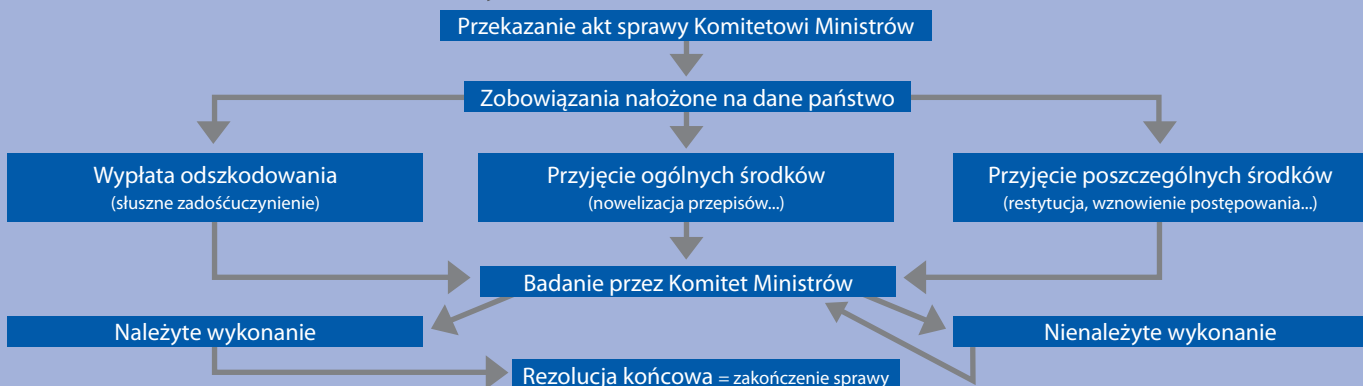 Przekazanie akt sprawy Komitetowi Ministrów
Zobowiązania nałożone na dane państwo
Wypłata odszkodowania
(słuszne zadośćuczynienie)
Przyjęcie ogólnych środków
(nowelizacja przepisów...)
Przyjęcie poszczególnych środków
(restytucja, wznowienie postępowania...)
Badanie przez Komitet Ministrów
Należyte wykonanie
Nienależyte wykonanie
Rezolucja końcowa = zakończenie sprawy